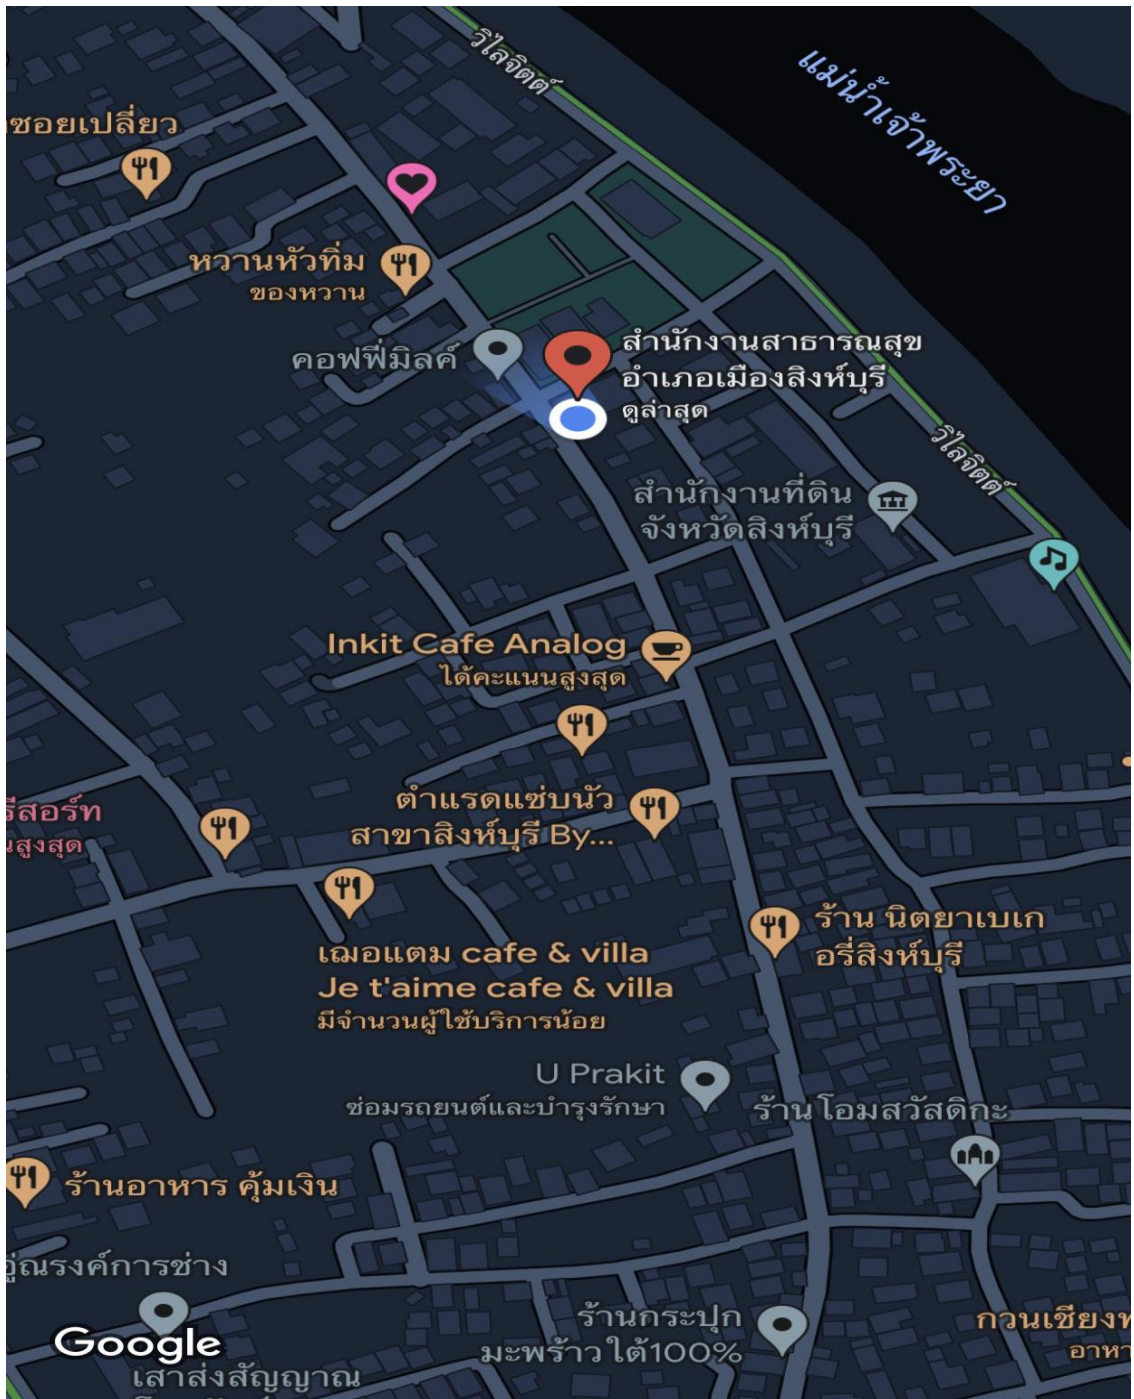 วิไลจิตต์
แม่น้ำเจ้าพระยา
ซอยเปลี่ยว
หวานหัวทิ่ม
ของหวาน
คอฟฟี่มิลค์
สำนักงานสาธารณสุข
อำเภอเมืองสิงห์บุรี
ดูล่าสุด
วิไลจิตต์
สำนักงานที่ดิน
จังหวัดสิงห์บุรี
Inkit Cafe Analog
ได้คะแนนสูงสุด
ตำแรดแซ่บนัว
สาขาสิงห์บุรี By...
รีสอร์ท
นสูงสุด
ร้าน นิตยาเบเก
อรี่สิงห์บุรี
เฌอแตม cafe & villa
Je t'aime cafe & villa
มีจำนวนผู้ใช้บริการน้อย
U Prakit
ซ่อมรถยนต์และบำรุงรักษา
ร้านโอมสวัสดิกะ
ร้านอาหาร คุ้มเงิน
อู่ณรงค์การช่าง
ร้านกระปุก
มะพร้าวใต้100%
กวนเชียง
อาหา
Google
เสาส่งสัญญาณ